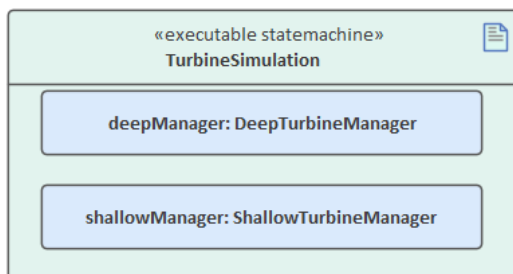 «executable statemachine»
TurbineSimulation
deepManager: DeepTurbineManager
shallowManager: ShallowTurbineManager